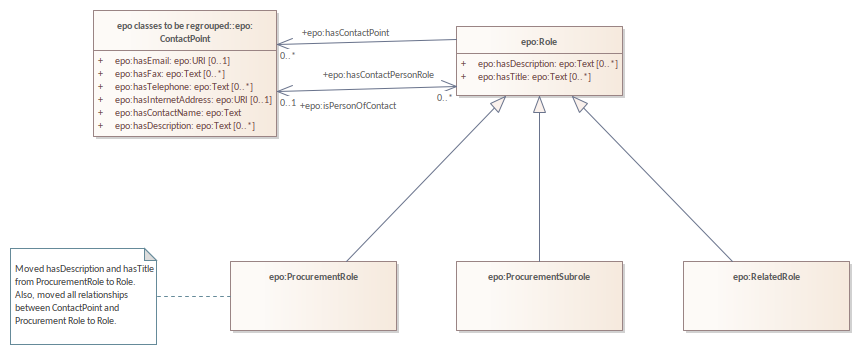 epo classes to be regrouped::epo:
ContactPoint
+ epo:hasEmail: epo:URI [0..1]
+ epo:hasFax: epo:Text [0..*]
+ epo:hasTelephone: epo:Text [0..*]
+ epo:hasInternetAddress: epo:URI [0..1]
+ epo:hasContactName: epo:Text
+ epo:hasDescription: epo:Text [0..*]
+epo:hasContactPoint
0..*
+epo:hasContactPersonRole
0..1
+epo:isPersonOfContact
0..*
epo:Role
+ epo:hasDescription: epo:Text [0..*]
+ epo:hasTitle: epo:Text [0..*]
Moved hasDescription and hasTitle
from ProcurementRole to Role.
Also, moved all relationships
between ContactPoint and
Procurement Role to Role.
epo:ProcurementRole
epo:ProcurementSubrole
epo:RelatedRole